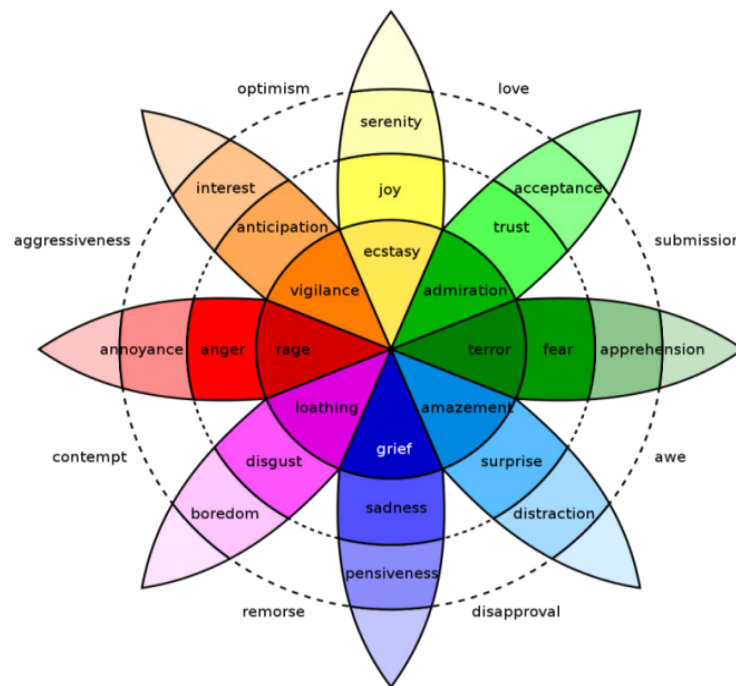 optimism
love
serenity
interest
acceptance
joy
anticipation
trust
aggressiveness
submission
ecstasy
vigilance
admiration
annoyance
anger
rage
terror
fear
apprehension
loathing
amazement
grief
contempt
disgust
surprise
awe
sadness
boredom
distraction
pensiveness
remorse
disapproval